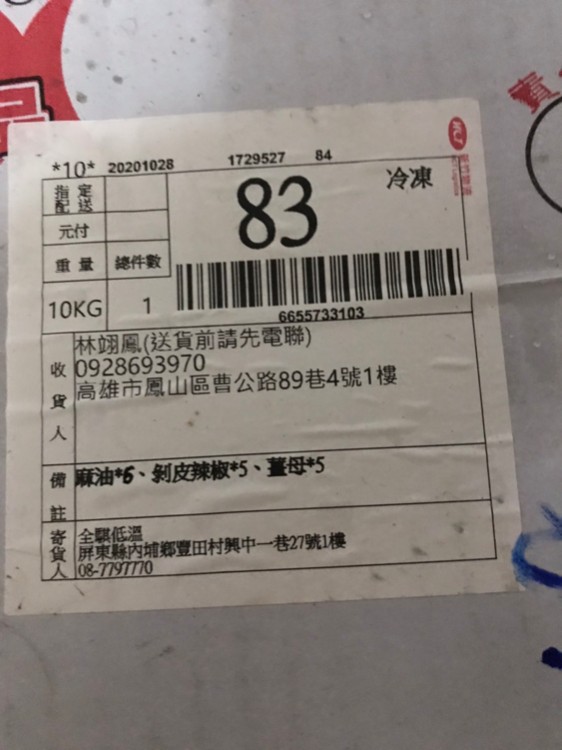 品
賣
*10* 20201028 1729527 84
HCT
指定
配送
83
冷凍
元付
重量 總件數
10KG 1
6655733103
收貨人
林翊鳳(送貨前請先電聯)
0928693970
高雄市鳳山區曹公路89巷4號1樓
備註
麻油*6、剝皮辣椒*5、薑母*5
寄貨人
全騏低溫
屏東縣內埔鄉豐田村興中一巷27號1樓
08-7797770